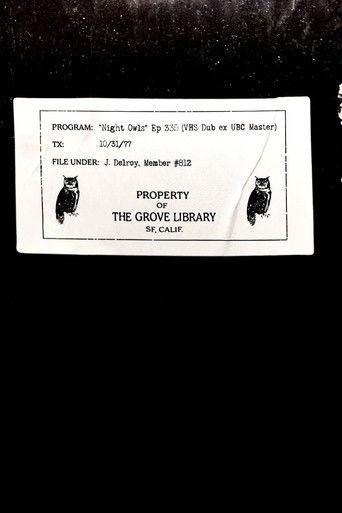 PROGRAM: "Night Owls" Ep 335 (VHS Dub ex UBC Master)
TX: 10/31/77
FILE UNDER: J. Delroy, Member #812
PROPERTY
OF
THE GROVE LIBRARY
SF, CALIF.